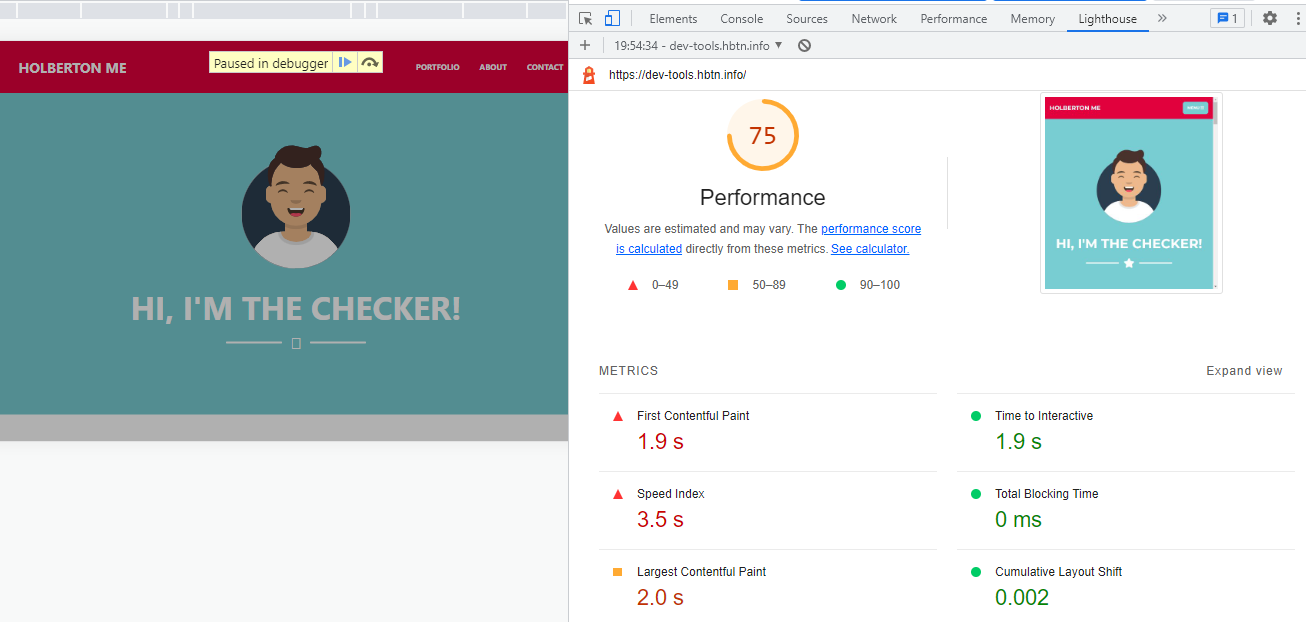 HOLBERTON ME
Paused in debugger
PORTFOLIO ABOUT CONTACT
HI, I'M THE CHECKER!
Elements Console Sources Network Performance Memory Lighthouse » 1
+ 19:54:34 - dev-tools.hbtn.info ▼
https://dev-tools.hbtn.info/
75
Performance
Values are estimated and may vary. The performance score
is calculated directly from these metrics. See calculator.
0–49 50–89 90–100
HOLBERTON ME
HI, I'M THE CHECKER!
METRICS Expand view
First Contentful Paint
1.9 s
Time to Interactive
1.9 s
Speed Index
3.5 s
Total Blocking Time
0 ms
Largest Contentful Paint
2.0 s
Cumulative Layout Shift
0.002